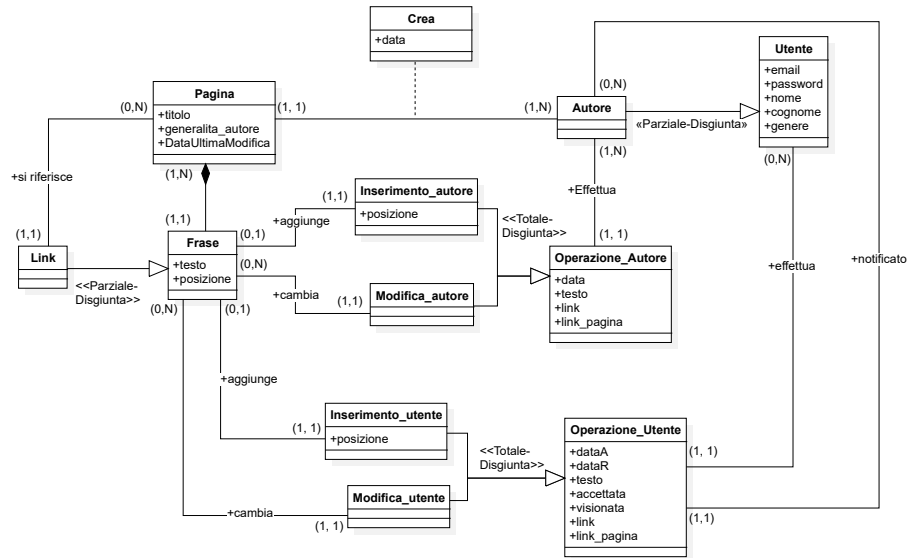 Crea
+data
Utente
+email
+password
+nome
+cognome
+genere
Pagina
+titolo
+generalita_autore
+DataUltimaModifica
(0,N)
(1, 1)
(1,N)
(0,N)
Autore
«Parziale-Disgiunta»
(1,N)
(0,N)
+si riferisce
(1,N)
+Effettua
(1,1)
Inserimento_autore
+posizione
<<Totale-
Disgiunta>>
+aggiunge
(1,1)
Frase
+testo
+posizione
(0,1)
(0,N)
(1,1)
Link
<<Parziale-
Disgiunta>>
(1, 1)
Operazione_Autore
+data
+testo
+link
+link_pagina
+effettua
+notificato
+cambia
(1,1)
Modifica_autore
(0,N)
(0,1)
+aggiunge
Inserimento_utente
+posizione
(1, 1)
<<Totale-
Disgiunta>>
Operazione_Utente
+dataA
+dataR
+testo
+accettata
+visionata
+link
+link_pagina
(1, 1)
(1,1)
Modifica_utente
+cambia
(1, 1)